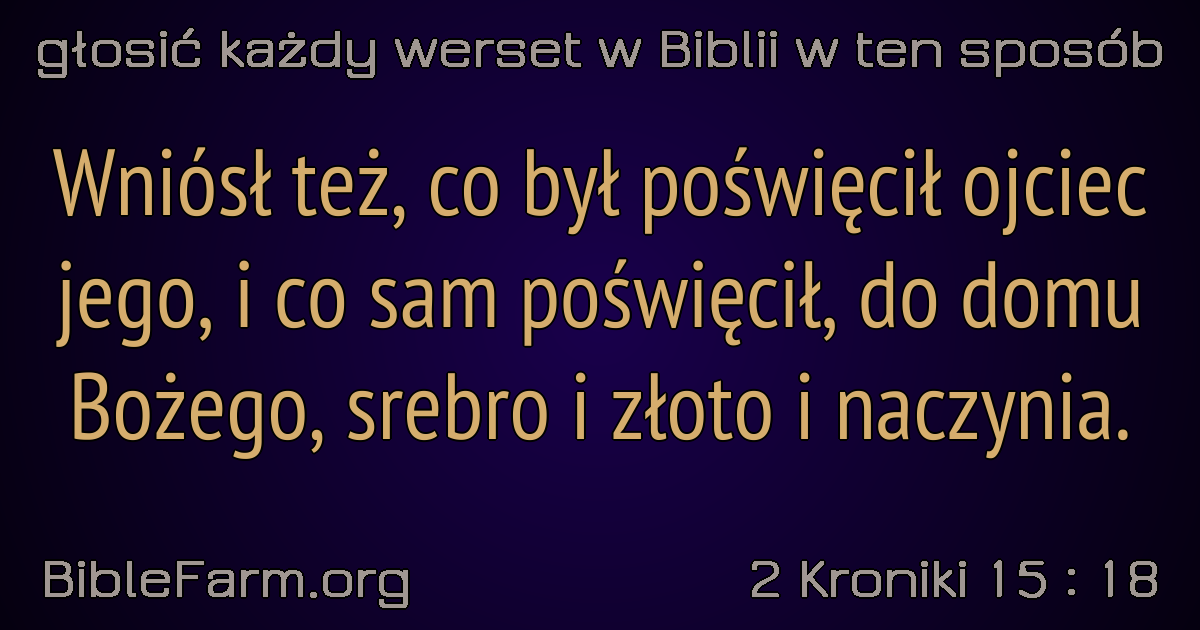 głosić każdy werset w Biblii w ten sposób
Wniósł też, co był poświęcił ojciec
jego, i co sam poświęcił, do domu
Bożego, srebro i złoto i naczynia.
BibleFarm.org
2 Kroniki 15 : 18